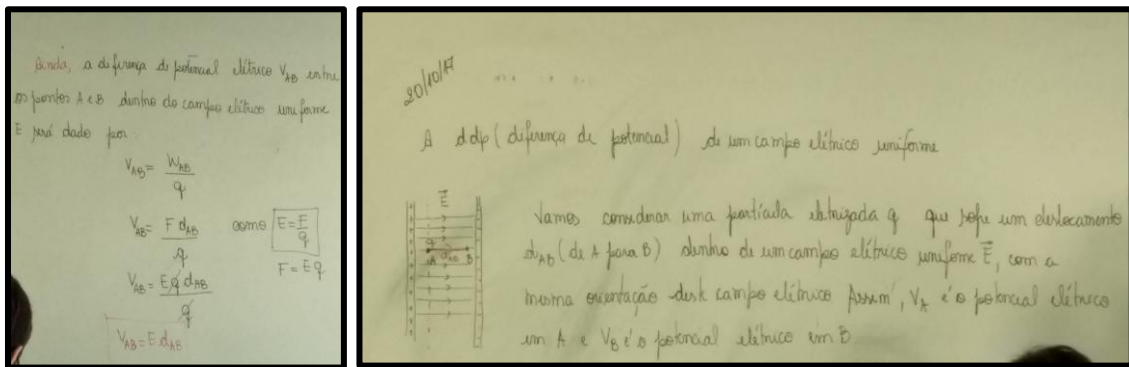 Ainda, a diferença de potencial elétrico V_AB entre
os pontos A e B dentro do campo elétrico uniforme
E será dado por
V_AB = W_AB / q
V_AB = F d_AB / q como E = F / q
F = E q
V_AB = E q d_AB / q
V_AB = E d_AB
20/10/17
A ddp (diferença de potencial) de um campo elétrico uniforme
E
q
A d_AB B
Vamos considerar uma partícula eletrizada q que sofre um deslocamento
d_AB (de A para B) dentro de um campo elétrico uniforme E, com a
mesma orientação deste campo elétrico Assim, V_A é o potencial elétrico
em A e V_B é o potencial elétrico em B